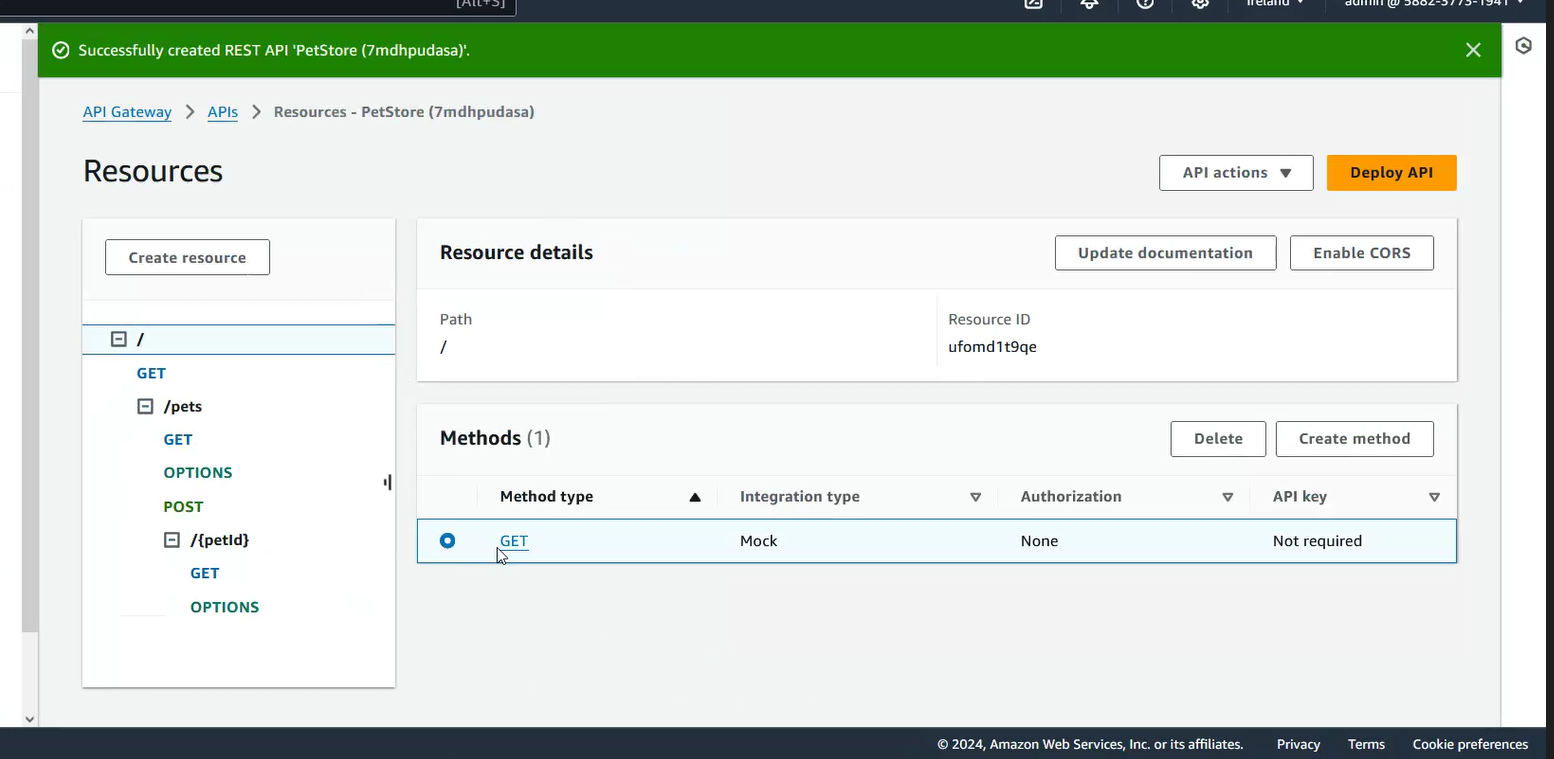 [Alt+S]
Ireland
admin @ 5882-3773-1941
Successfully created REST API 'PetStore (7mdhpudasa)'.
API Gateway
APIs
Resources - PetStore (7mdhpudasa)
Resources
API actions
Deploy API
Create resource
/
GET
/pets
GET
OPTIONS
POST
/{petId}
GET
OPTIONS
Resource details
Update documentation
Enable CORS
Path
/
Resource ID
ufomd1t9qe
Methods (1)
Delete
Create method
Method type
Integration type
Authorization
API key
GET
Mock
None
Not required
© 2024, Amazon Web Services, Inc. or its affiliates.
Privacy
Terms
Cookie preferences